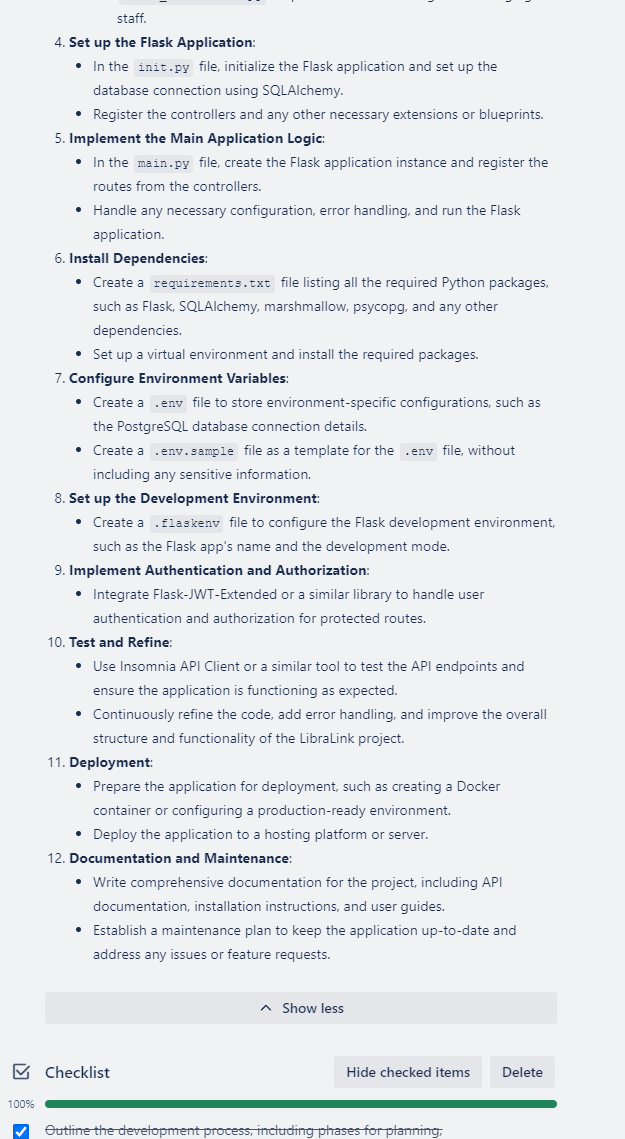 staff.
4. Set up the Flask Application:
• In the init.py file, initialize the Flask application and set up the
database connection using SQLAlchemy.
• Register the controllers and any other necessary extensions or blueprints.
5. Implement the Main Application Logic:
• In the main.py file, create the Flask application instance and register the
routes from the controllers.
• Handle any necessary configuration, error handling, and run the Flask
application.
6. Install Dependencies:
• Create a requirements.txt file listing all the required Python packages,
such as Flask, SQLAlchemy, marshmallow, psycopg, and any other
dependencies.
• Set up a virtual environment and install the required packages.
7. Configure Environment Variables:
• Create a .env file to store environment-specific configurations, such as
the PostgreSQL database connection details.
• Create a .env.sample file as a template for the .env file, without
including any sensitive information.
8. Set up the Development Environment:
• Create a .flaskenv file to configure the Flask development environment,
such as the Flask app's name and the development mode.
9. Implement Authentication and Authorization:
• Integrate Flask-JWT-Extended or a similar library to handle user
authentication and authorization for protected routes.
10. Test and Refine:
• Use Insomnia API Client or a similar tool to test the API endpoints and
ensure the application is functioning as expected.
• Continuously refine the code, add error handling, and improve the overall
structure and functionality of the LibraLink project.
11. Deployment:
• Prepare the application for deployment, such as creating a Docker
container or configuring a production-ready environment.
• Deploy the application to a hosting platform or server.
12. Documentation and Maintenance:
• Write comprehensive documentation for the project, including API
documentation, installation instructions, and user guides.
• Establish a maintenance plan to keep the application up-to-date and
address any issues or feature requests.
Show less
Checklist
Hide checked items
Delete
100%
Outline the development process, including phases for planning,